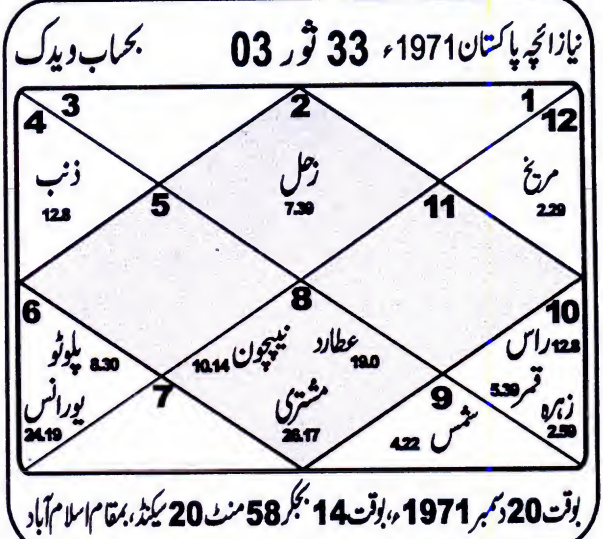 نیازائچہ پاکستان 1971ء 33 ثور 03 بحساب ویدک
3 2 1
4 12
ذنب زحل مریخ
12.8 7.39 2.29
5 11
6 8 10
پلوٹو 8.30 نیپچون 10.14 عطارد 19.0 راس 12.8
قمر 5.39
7 9
یورانس 24.19 مشتری 26.17 شمس 4.22 زہرہ 2.59
بوقت 20 دسمبر 1971ء، بوقت 14 بجکر 58 منٹ 20 سیکنڈ، بمقام اسلام آباد